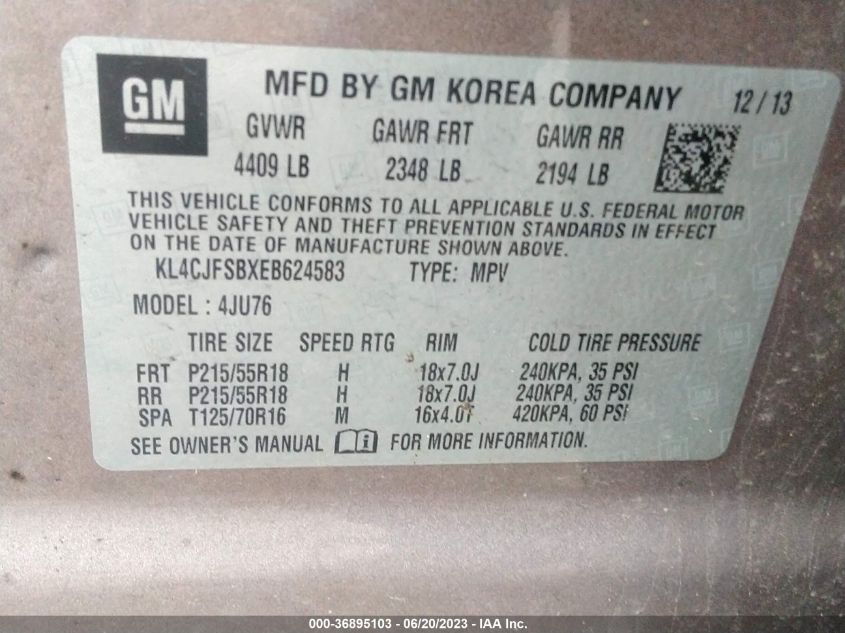 GM
MFD BY GM KOREA COMPANY 12/13
GVWR GAWR FRT GAWR RR
4409 LB 2348 LB 2194 LB
THIS VEHICLE CONFORMS TO ALL APPLICABLE U.S. FEDERAL MOTOR
VEHICLE SAFETY AND THEFT PREVENTION STANDARDS IN EFFECT
ON THE DATE OF MANUFACTURE SHOWN ABOVE.
KL4CJFSBXEB624583 TYPE: MPV
MODEL : 4JU76
TIRE SIZE SPEED RTG RIM COLD TIRE PRESSURE
FRT P215/55R18 H 18x7.0J 240KPA, 35 PSI
RR P215/55R18 H 18x7.0J 240KPA, 35 PSI
SPA T125/70R16 M 16x4.0T 420KPA, 60 PSI
SEE OWNER'S MANUAL FOR MORE INFORMATION.
000-36895103 - 06/20/2023 - IAA Inc.